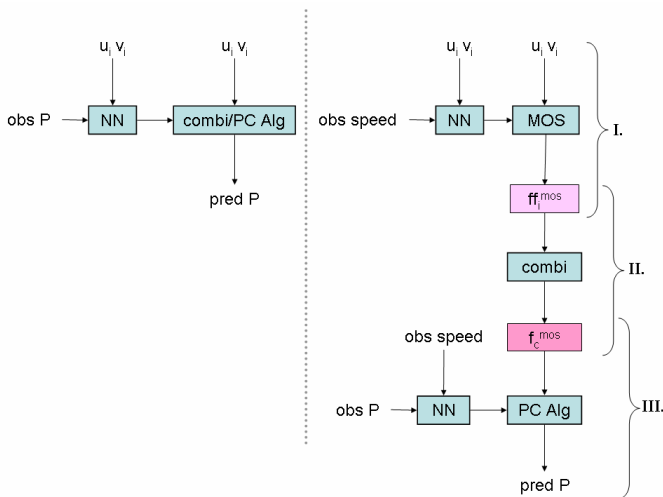 u_i v_i
u_i v_i
obs P
NN
combi/PC Alg
pred P
u_i v_i
u_i v_i
obs speed
NN
MOS
I.
ff_i^mos
combi
II.
f_c^mos
obs speed
obs P
NN
PC Alg
III.
pred P